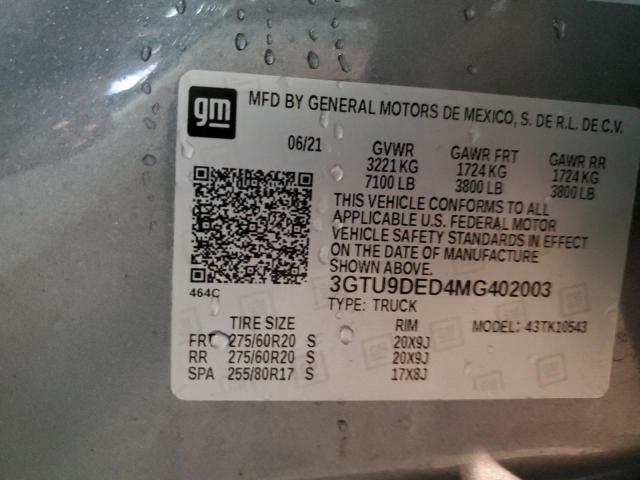 gm
MFD BY GENERAL MOTORS DE MEXICO, S. DE R.L. DE C.V.
06/21 GVWR GAWR FRT GAWR RR
3221 KG 1724 KG 1724 KG
7100 LB 3800 LB 3800 LB
THIS VEHICLE CONFORMS TO ALL
APPLICABLE U.S. FEDERAL MOTOR
VEHICLE SAFETY STANDARDS IN EFFECT
ON THE DATE OF MANUFACTURE
SHOWN ABOVE.
464C
3GTU9DED4MG402003
TYPE: TRUCK
TIRE SIZE RIM MODEL: 43TK10543
FRT 275/60R20 S 20X9J
RR 275/60R20 S 20X9J
SPA 255/80R17 S 17X8J